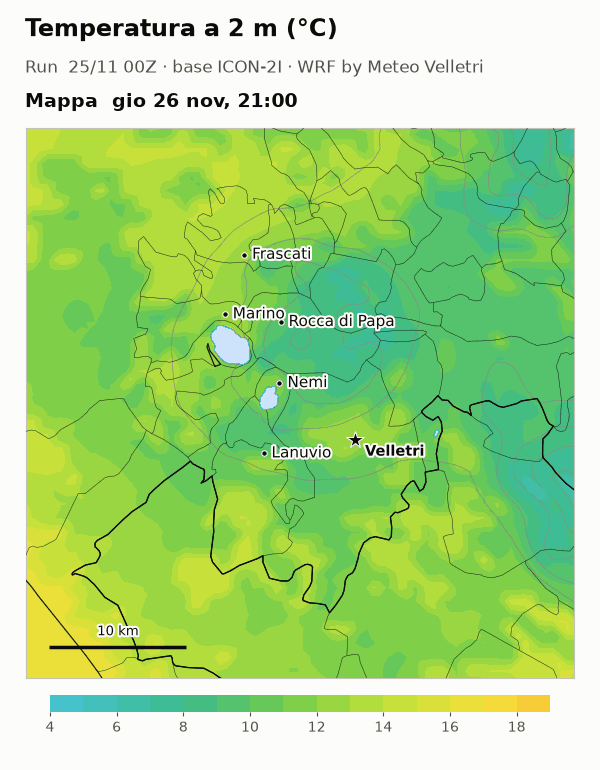 Temperatura a 2 m (°C)
Run  25/11 00Z · base ICON-2I · WRF by Meteo Velletri
Mappa  gio 26 nov, 21:00
Frascati
Marino
Rocca di Papa
Nemi
Velletri
Lanuvio
10 km
4 6 8 10 12 14 16 18